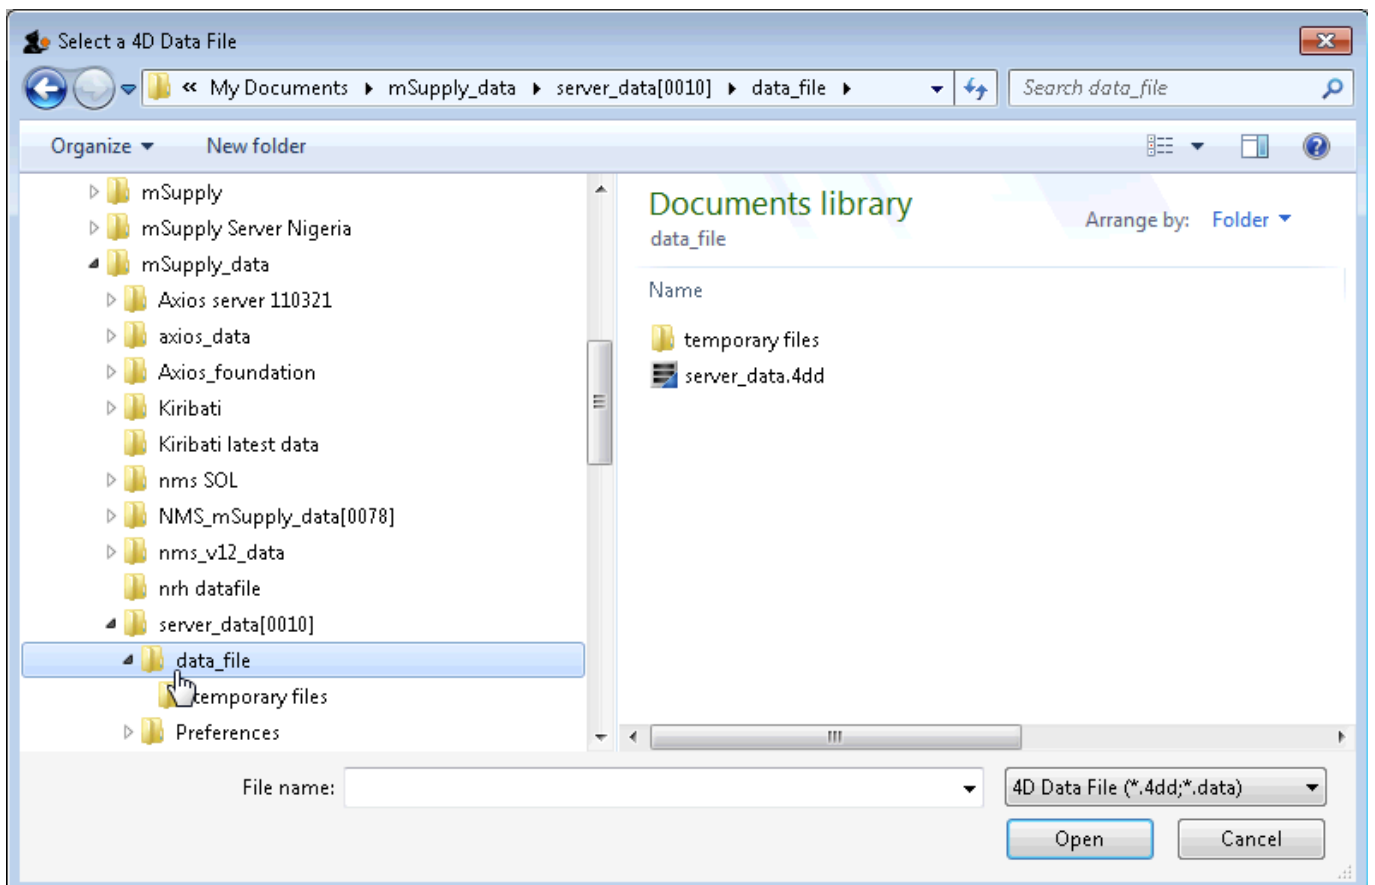 Select a 4D Data File
« My Documents ▸ mSupply_data ▸ server_data[0010] ▸ data_file ▸ Search data_file
Organize New folder
mSupply
mSupply Server Nigeria
mSupply_data
Axios server 110321
axios_data
Axios_foundation
Kiribati
Kiribati latest data
nms SOL
NMS_mSupply_data[0078]
nms_v12_data
nrh datafile
server_data[0010]
data_file
temporary files
Preferences
Documents library
data_file
Arrange by: Folder
Name
temporary files
server_data.4dd
File name: 4D Data File (*.4dd;*.data)
Open Cancel